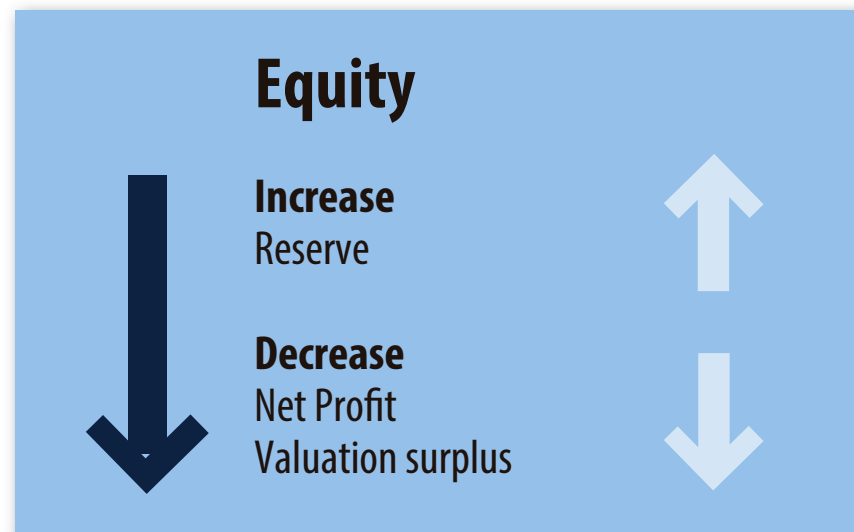 Equity
Increase
Reserve
Decrease
Net Profit
Valuation surplus